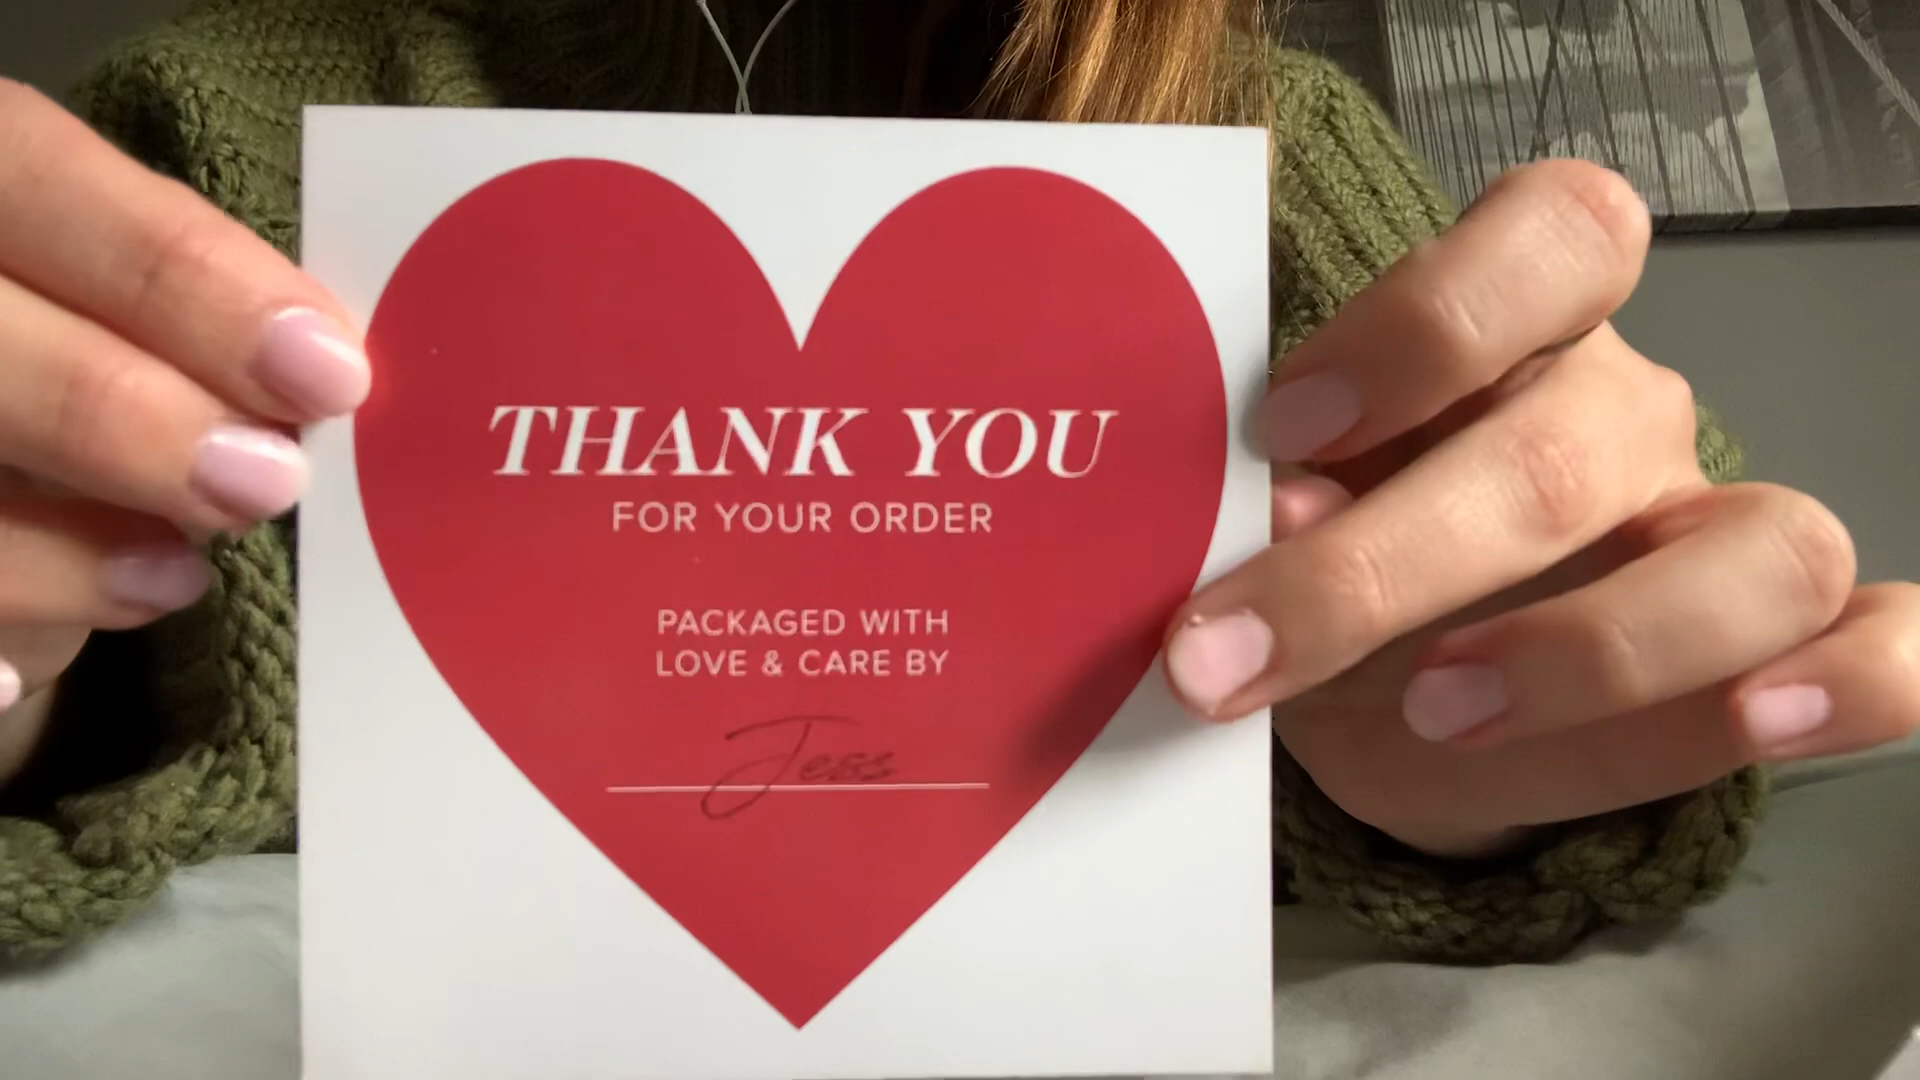 THANK YOU
FOR YOUR ORDER
PACKAGED WITH
LOVE & CARE BY
Jess